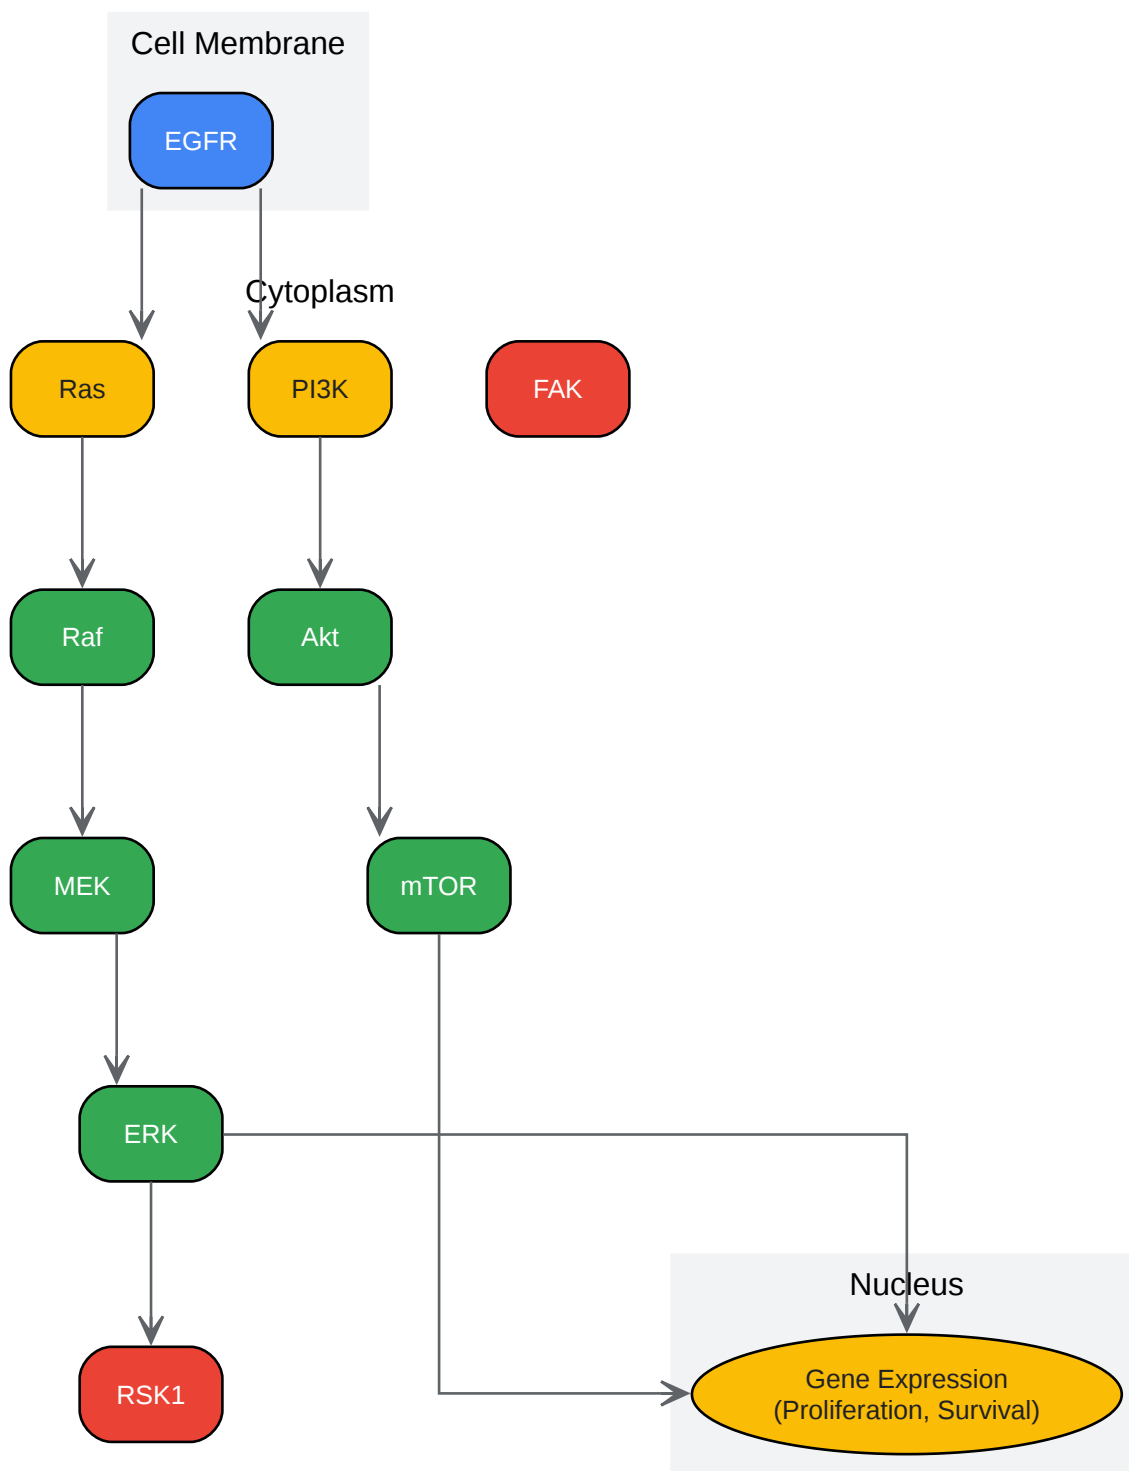 Cell Membrane
EGFR
Cytoplasm
Ras
PI3K
FAK
Raf
Akt
MEK
mTOR
ERK
Nucleus
RSK1
Gene Expression
(Proliferation, Survival)